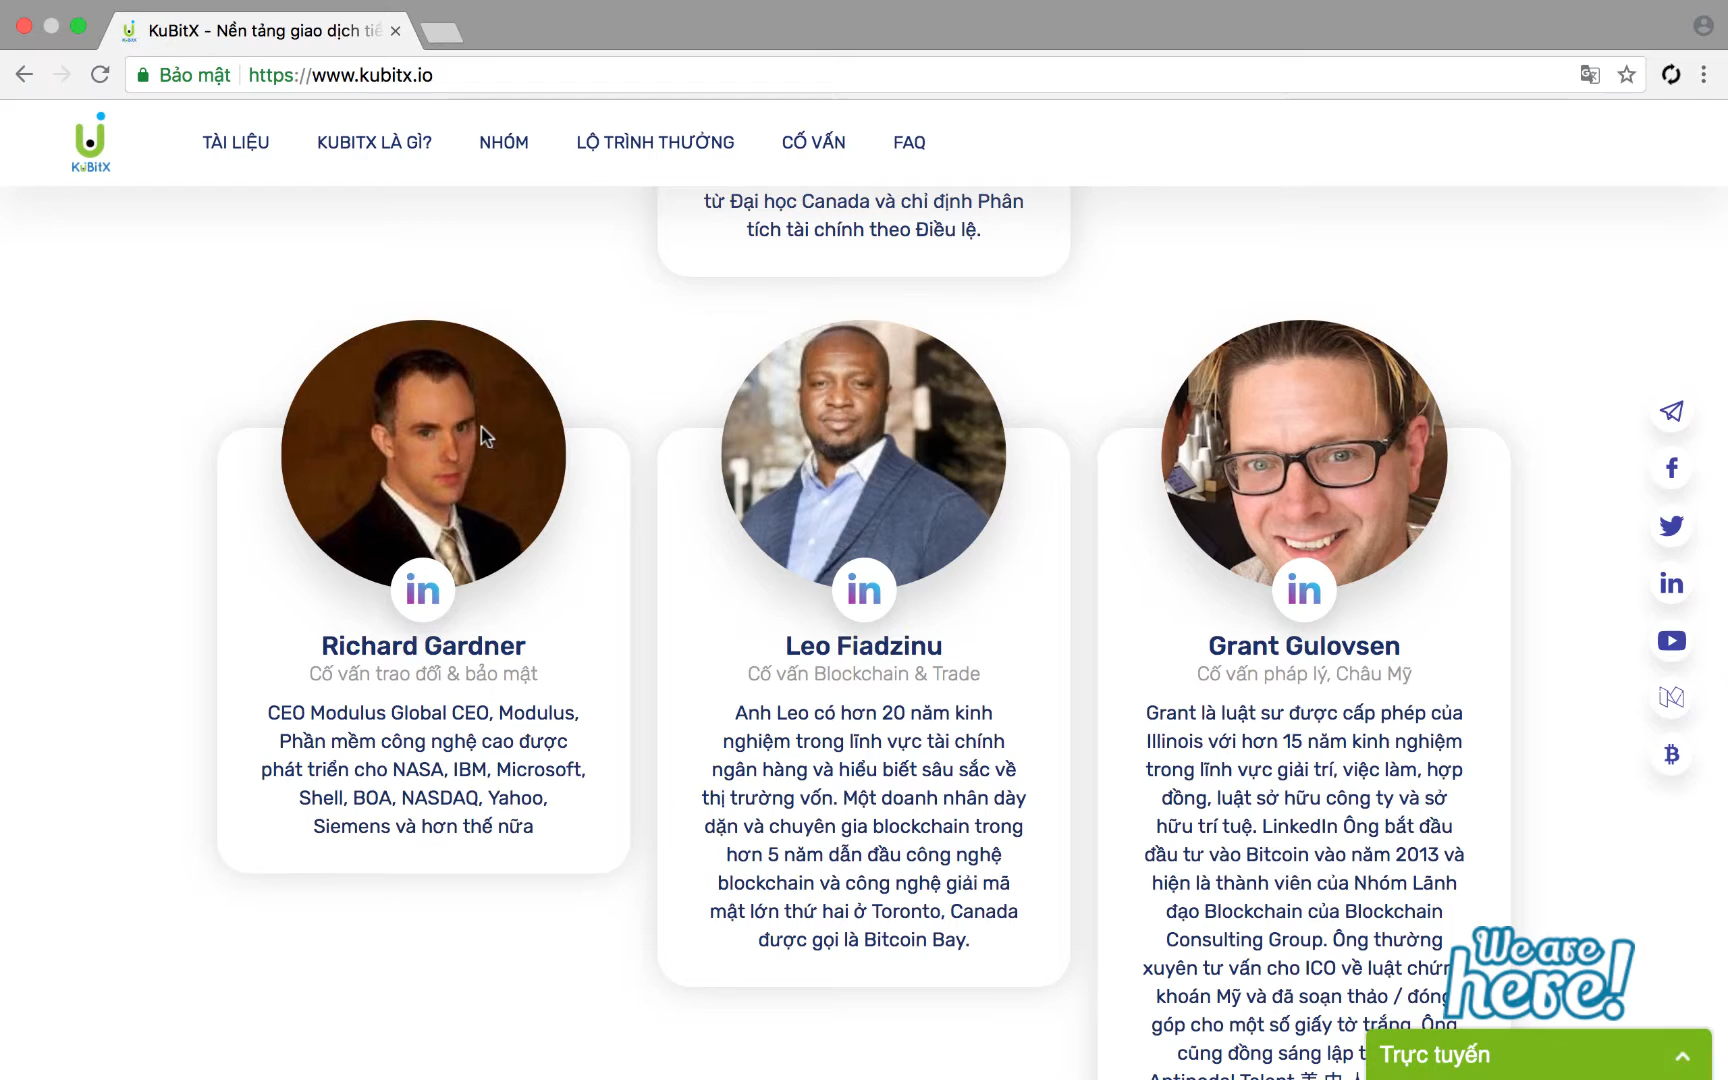 KuBitX - Nền tảng giao dịch tiề
Bảo mật https://www.kubitx.io
KuBitX
TÀI LIỆU KUBITX LÀ GÌ? NHÓM LỘ TRÌNH THƯỞNG CỐ VẤN FAQ
từ Đại học Canada và chỉ định Phân
tích tài chính theo Điều lệ.
in
Richard Gardner
Cố vấn trao đổi & bảo mật
CEO Modulus Global CEO, Modulus,
Phần mềm công nghệ cao được
phát triển cho NASA, IBM, Microsoft,
Shell, BOA, NASDAQ, Yahoo,
Siemens và hơn thế nữa
in
Leo Fiadzinu
Cố vấn Blockchain & Trade
Anh Leo có hơn 20 năm kinh
nghiệm trong lĩnh vực tài chính
ngân hàng và hiểu biết sâu sắc về
thị trường vốn. Một doanh nhân dày
dặn và chuyên gia blockchain trong
hơn 5 năm dẫn đầu công nghệ
blockchain và công nghệ giải mã
mật lớn thứ hai ở Toronto, Canada
được gọi là Bitcoin Bay.
in
Grant Gulovsen
Cố vấn pháp lý, Châu Mỹ
Grant là luật sư được cấp phép của
Illinois với hơn 15 năm kinh nghiệm
trong lĩnh vực giải trí, việc làm, hợp
đồng, luật sở hữu công ty và sở
hữu trí tuệ. LinkedIn Ông bắt đầu
đầu tư vào Bitcoin vào năm 2013 và
hiện là thành viên của Nhóm Lãnh
đạo Blockchain của Blockchain
Consulting Group. Ông thường
xuyên tư vấn cho ICO về luật chứn
khoán Mỹ và đã soạn thảo / đóng
góp cho một số giấy tờ trắng. Ông
cũng đồng sáng lập t
in
We are
here!
Trực tuyến